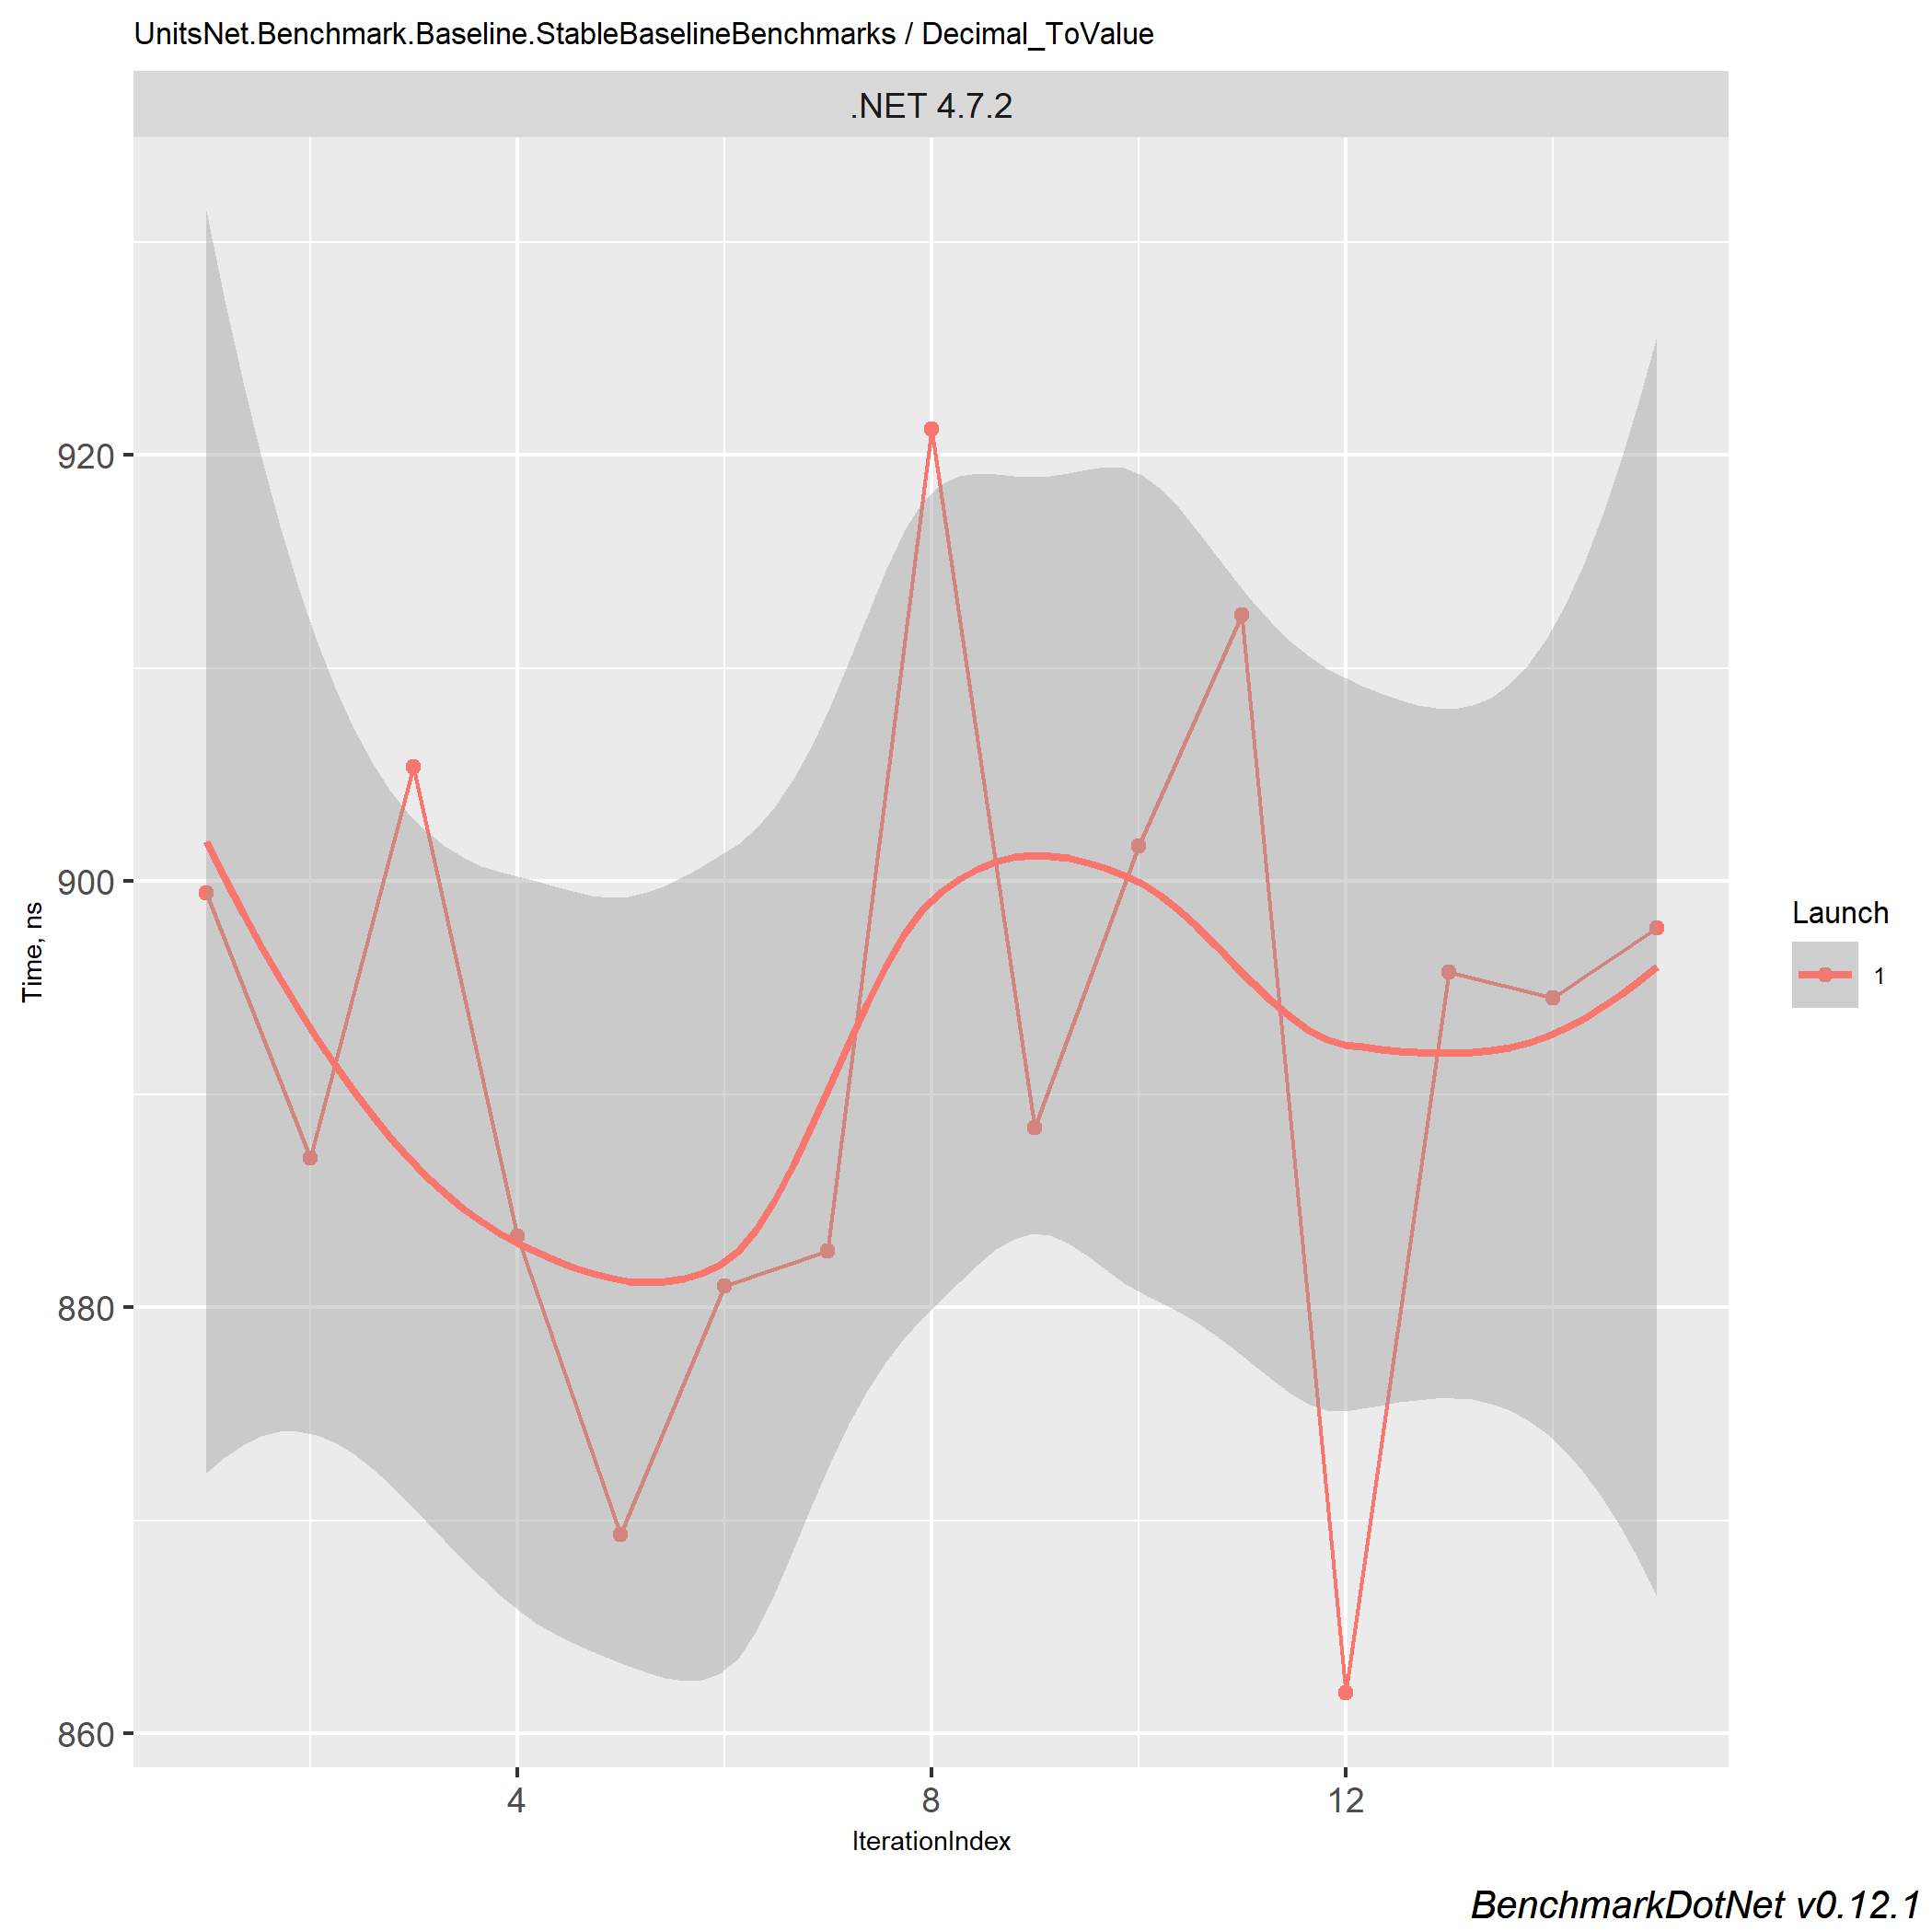 UnitsNet.Benchmark.Baseline.StableBaselineBenchmarks / Decimal_ToValue
.NET 4.7.2
920
900
880
860
Time, ns
4
8
12
IterationIndex
Launch
1
BenchmarkDotNet v0.12.1